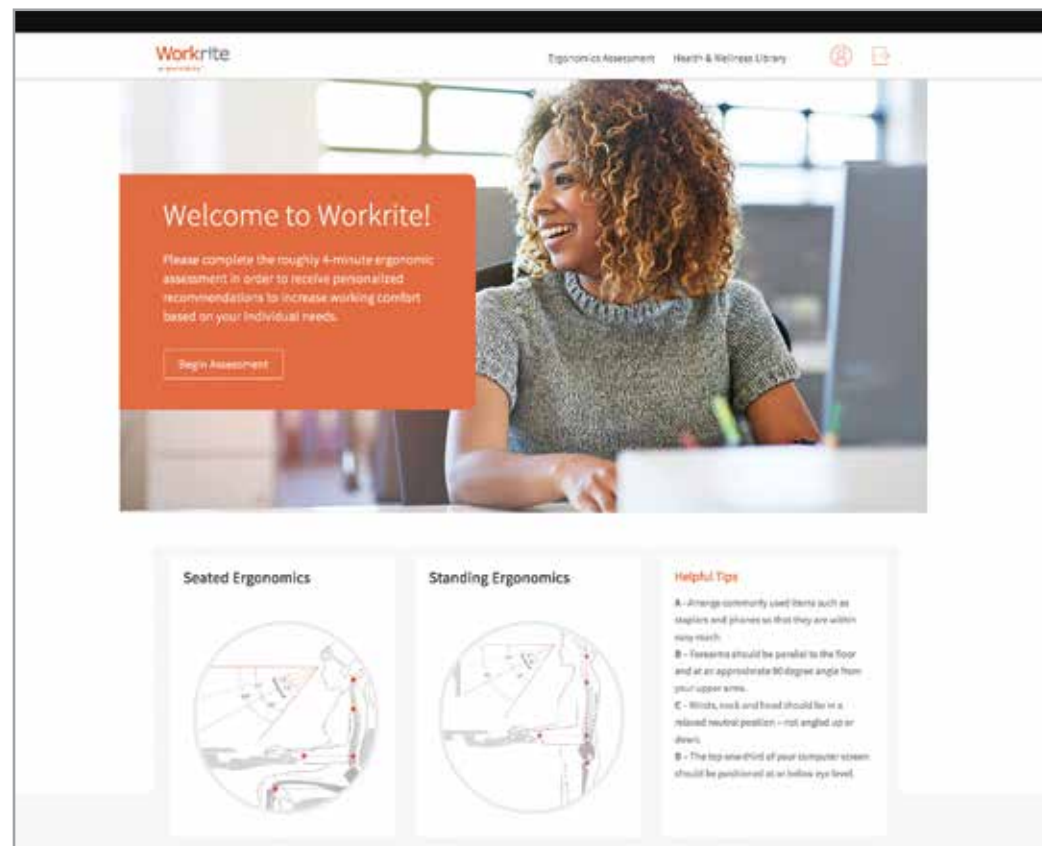 Workrite
Ergonomics Assessment
Health & Wellness Library
Welcome to Workrite!
Please complete the roughly 4-minute ergonomic
assessment in order to receive personalized
recommendations to increase working comfort
based on your individual needs.
Begin Assessment
Seated Ergonomics
Standing Ergonomics
Helpful Tips
A - Arrange commonly used items such as
staplers and phones so that they are within
easy reach
B - Forearms should be parallel to the floor
and at an approximate 90 degree angle from
your upper arms.
C - Wrists, neck and head should be in a
relaxed neutral position - not angled up or
down.
D - The top one-third of your computer screen
should be positioned at or below eye level.